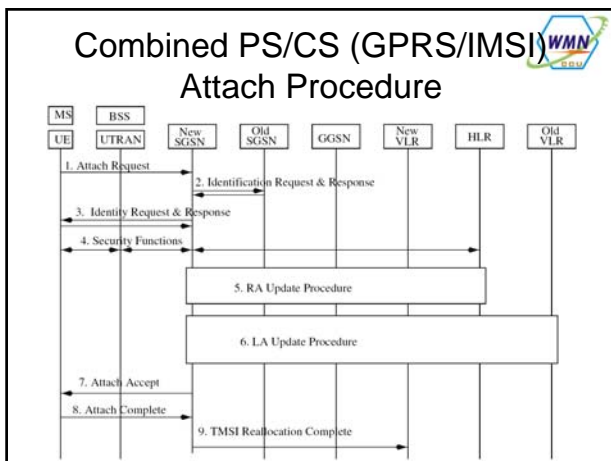 Combined PS/CS (GPRS/IMSI)
Attach Procedure
WMN
MS
BSS
UE
UTRAN
New
SGSN
Old
SGSN
GGSN
New
VLR
HLR
Old
VLR
1. Attach Request
2. Identification Request & Response
3. Identity Request & Response
4. Security Functions
5. RA Update Procedure
6. LA Update Procedure
7. Attach Accept
8. Attach Complete
9. TMSI Reallocation Complete